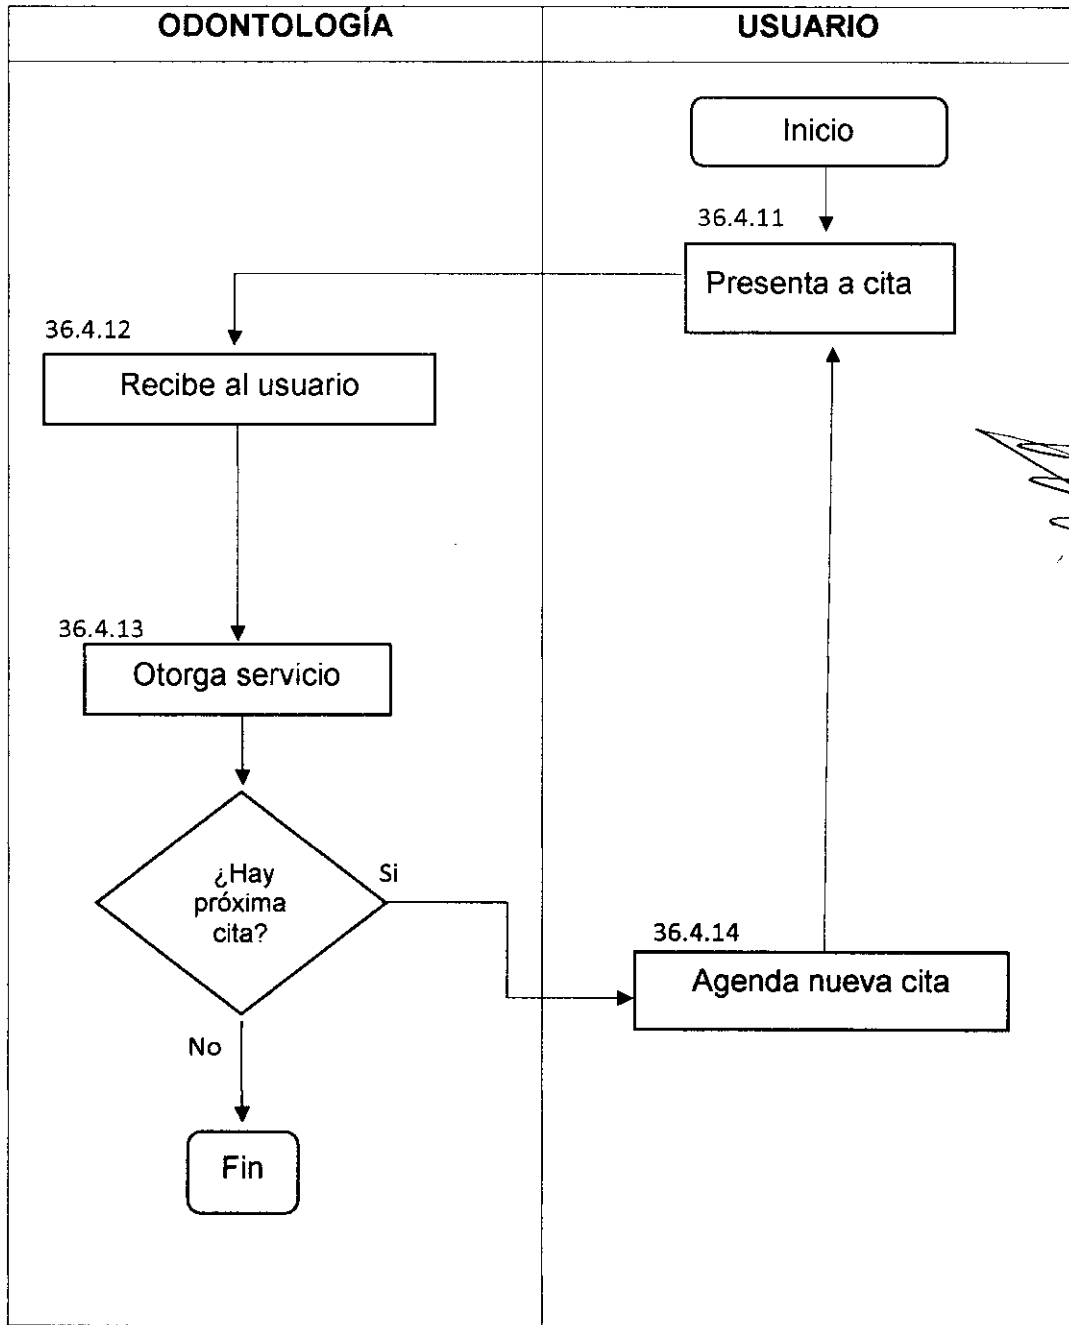 ODONTOLOGÍA
USUARIO
Inicio
36.4.11
Presenta a cita
36.4.12
Recibe al usuario
36.4.13
Otorga servicio
¿Hay
próxima
cita?
Si
36.4.14
Agenda nueva cita
No
Fin